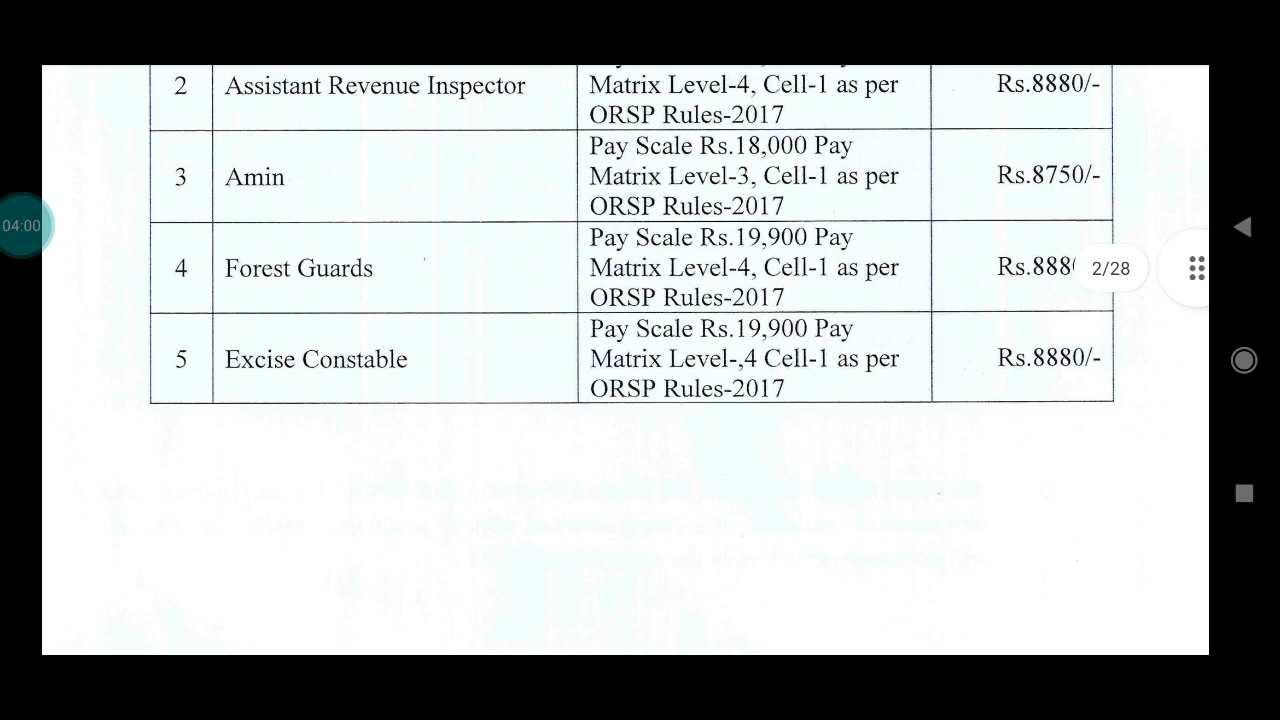 2 Assistant Revenue Inspector Matrix Level-4, Cell-1 as per Rs.8880/-
ORSP Rules-2017
Pay Scale Rs.18,000 Pay
3 Amin Matrix Level-3, Cell-1 as per Rs.8750/-
ORSP Rules-2017
04:00
Pay Scale Rs.19,900 Pay
4 Forest Guards Matrix Level-4, Cell-1 as per Rs.888 2/28
ORSP Rules-2017
Pay Scale Rs.19,900 Pay
5 Excise Constable Matrix Level-,4 Cell-1 as per Rs.8880/-
ORSP Rules-2017